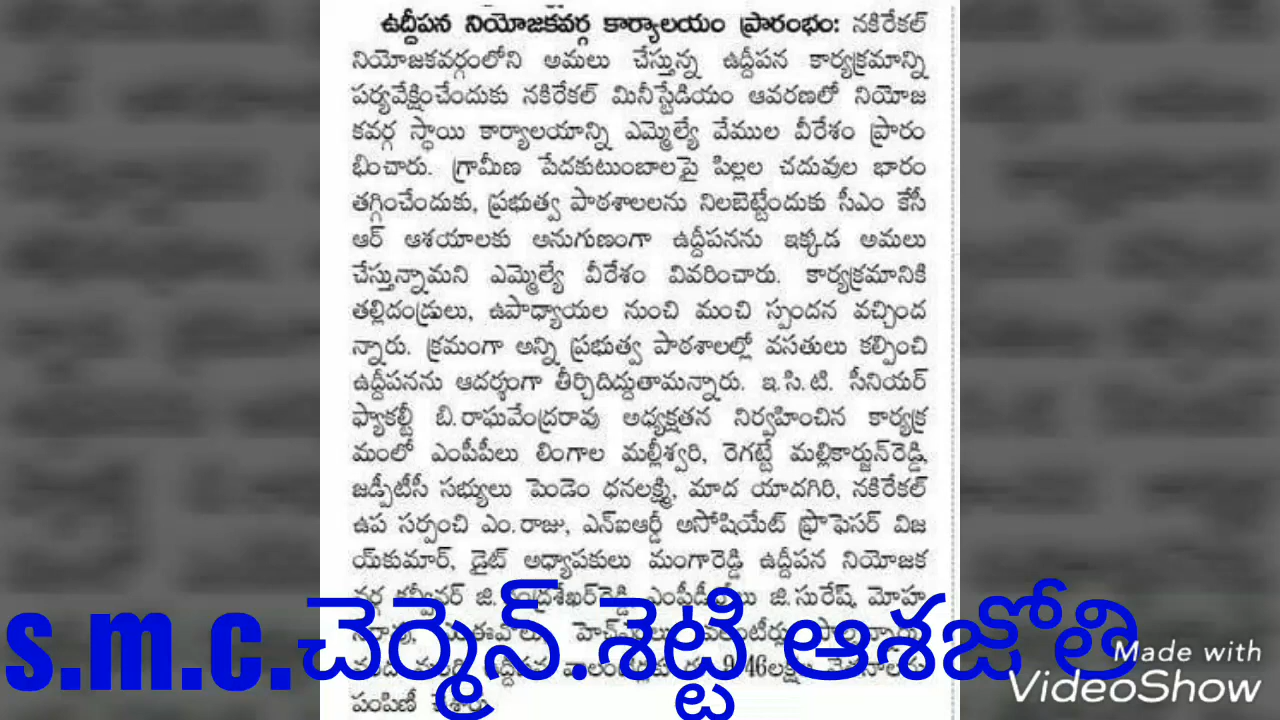 ఉద్దీపన నియోజకవర్గ కార్యాలయం ప్రారంభం: నకిరేకల్
నియోజకవర్గంలోని అమలు చేస్తున్న ఉద్దీపన కార్యక్రమాన్ని
పర్యవేక్షించేందుకు నకిరేకల్ మినీస్టేడియం ఆవరణలో నియోజ
కవర్గ స్థాయి కార్యాలయాన్ని ఎమ్మెల్యే వేముల వీరేశం ప్రారం
భించారు. గ్రామీణ పేదకుటుంబాలపై పిల్లల చదువుల భారం
తగ్గించేందుకు, ప్రభుత్వ పాఠశాలలను నిలబెట్టేందుకు సీఎం కేసీ
ఆర్ ఆశయాలకు అనుగుణంగా ఉద్దీపనను ఇక్కడ అమలు
చేస్తున్నామని ఎమ్మెల్యే వీరేశం వివరించారు. కార్యక్రమానికి
తల్లిదండ్రులు, ఉపాధ్యాయుల నుంచి మంచి స్పందన వచ్చింద
న్నారు. క్రమంగా అన్ని ప్రభుత్వ పాఠశాలల్లో వసతులు కల్పించి
ఉద్దీపనను ఆదర్శంగా తీర్చిదిద్దుతామన్నారు. ఇ.సి.టి. సీనియర్
ఫ్యాకల్టీ బి.రాఘవేంద్రరావు అధ్యక్షతన నిర్వహించిన కార్యక్ర
మంలో ఎంపీపీలు లింగాల మల్లీశ్వరి, రెగట్టే మల్లికార్జున్‌రెడ్డి,
జడ్పీటీసీ సభ్యులు పెండెం ధనలక్ష్మి, మాద యాదగిరి, నకిరేకల్
ఉప సర్పంచి ఎం.రాజు, ఎన్ఐఆర్డీ అసోషియేట్ ఫ్రొఫెసర్ విజ
య్‌కుమార్, డైట్ అధ్యాపకులు మంగారెడ్డి ఉద్దీపన నియోజక
వర్గ కన్వీనర్ జి. ఎంపీడీవోలు జి.సురేష్, మోహ
పంపిణీ చేశారు.
s.m.c.చెర్మైన్.శెట్టి ఆశజ్యోతి
Made with
VideoShow